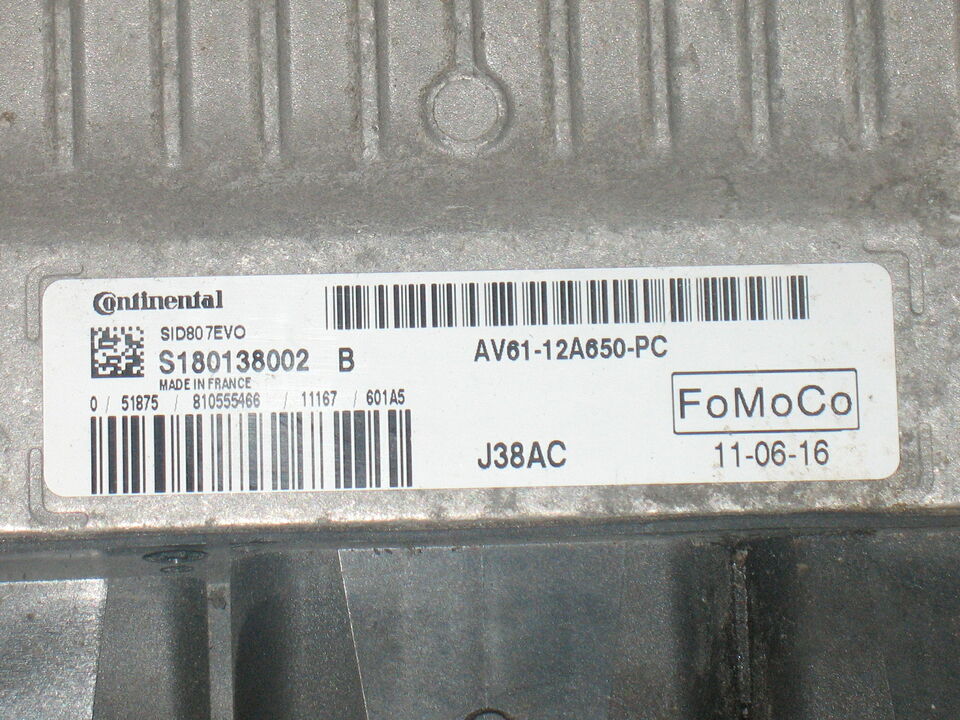 Continental
SID807EVO
S180138002 B
MADE IN FRANCE
0 / 51875 / 810555466 / 11167 / 601A5
AV61-12A650-PC
FoMoCo
J38AC
11-06-16